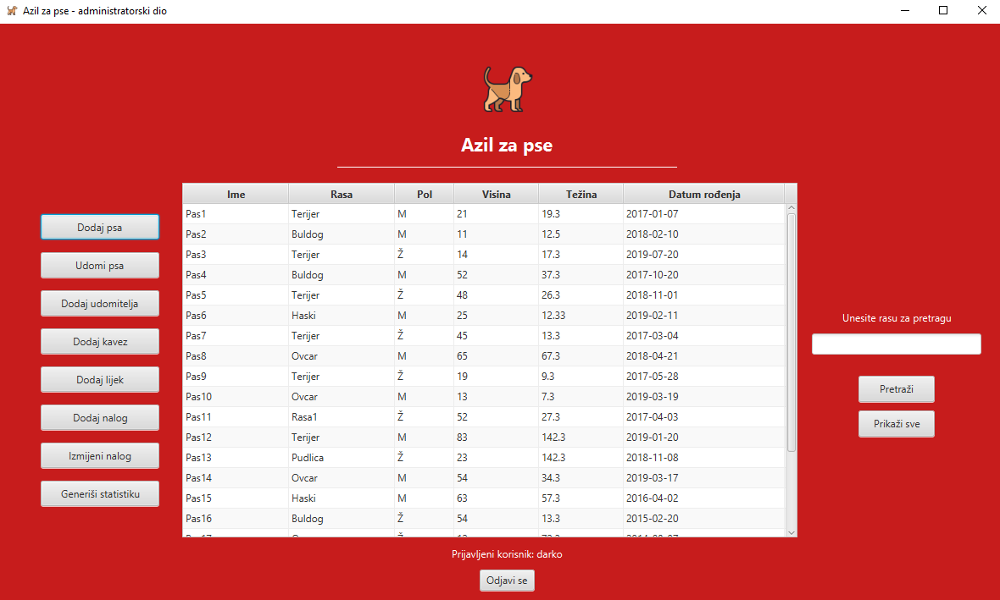 Azil za pse - administratorski dio
Azil za pse
Dodaj psa
Udomi psa
Dodaj udomitelja
Dodaj kavez
Dodaj lijek
Dodaj nalog
Izmijeni nalog
Generiši statistiku
Ime Rasa Pol Visina Težina Datum rođenja
Pas1 Terijer M 21 19.3 2017-01-07
Pas2 Buldog M 11 12.5 2018-02-10
Pas3 Terijer Ž 14 17.3 2019-07-20
Pas4 Buldog M 52 37.3 2017-10-20
Pas5 Terijer Ž 48 26.3 2018-11-01
Pas6 Haski M 25 12.33 2019-02-11
Pas7 Terijer Ž 45 13.3 2017-03-04
Pas8 Ovcar M 65 67.3 2018-04-21
Pas9 Terijer Ž 19 9.3 2017-05-28
Pas10 Ovcar M 13 7.3 2019-03-19
Pas11 Rasa1 Ž 52 27.3 2017-04-03
Pas12 Terijer M 83 142.3 2019-01-20
Pas13 Pudlica Ž 23 142.3 2018-11-08
Pas14 Ovcar M 54 34.3 2019-03-17
Pas15 Haski M 63 57.3 2016-04-02
Pas16 Buldog Ž 54 13.3 2015-02-20
Unesite rasu za pretragu
Pretraži
Prikaži sve
Prijavljeni korisnik: darko
Odjavi se